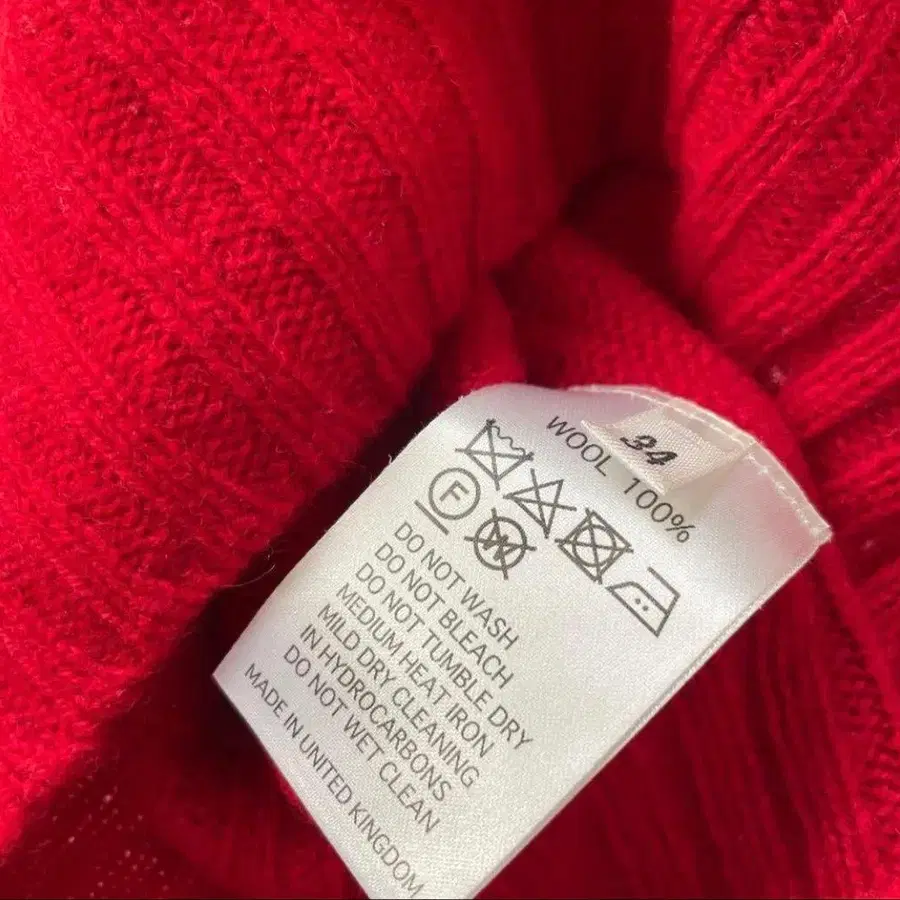 34
WOOL 100%
F
W
DO NOT WASH
DO NOT BLEACH
DO NOT TUMBLE DRY
MEDIUM HEAT IRON
MILD DRY CLEANING
IN HYDROCARBONS
DO NOT WET CLEAN
MADE IN UNITED KINGDOM